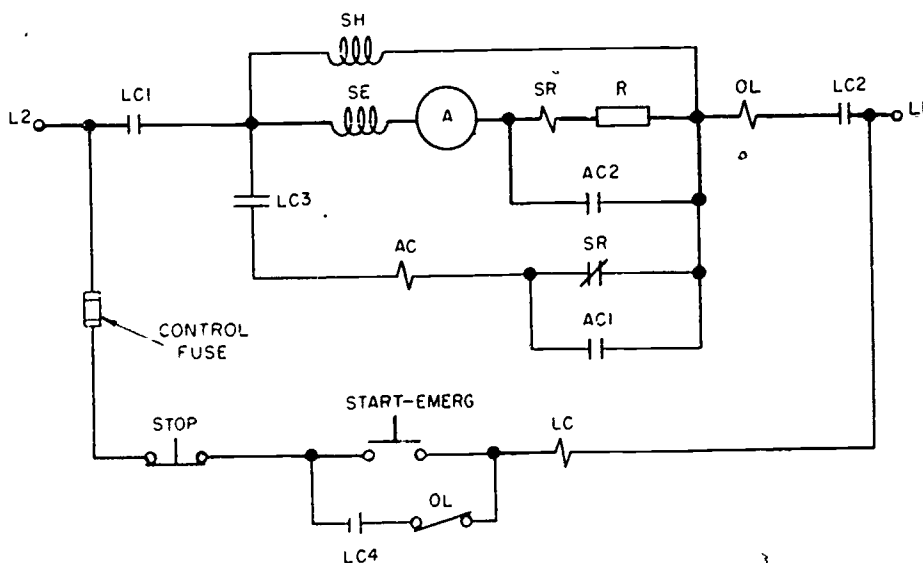 SH
LC1
SE
SR
R
OL
LC2
L2
A
L1
AC2
LC3
AC
SR
AC1
CONTROL
FUSE
START-EMERG
STOP
LC
OL
LC4
3